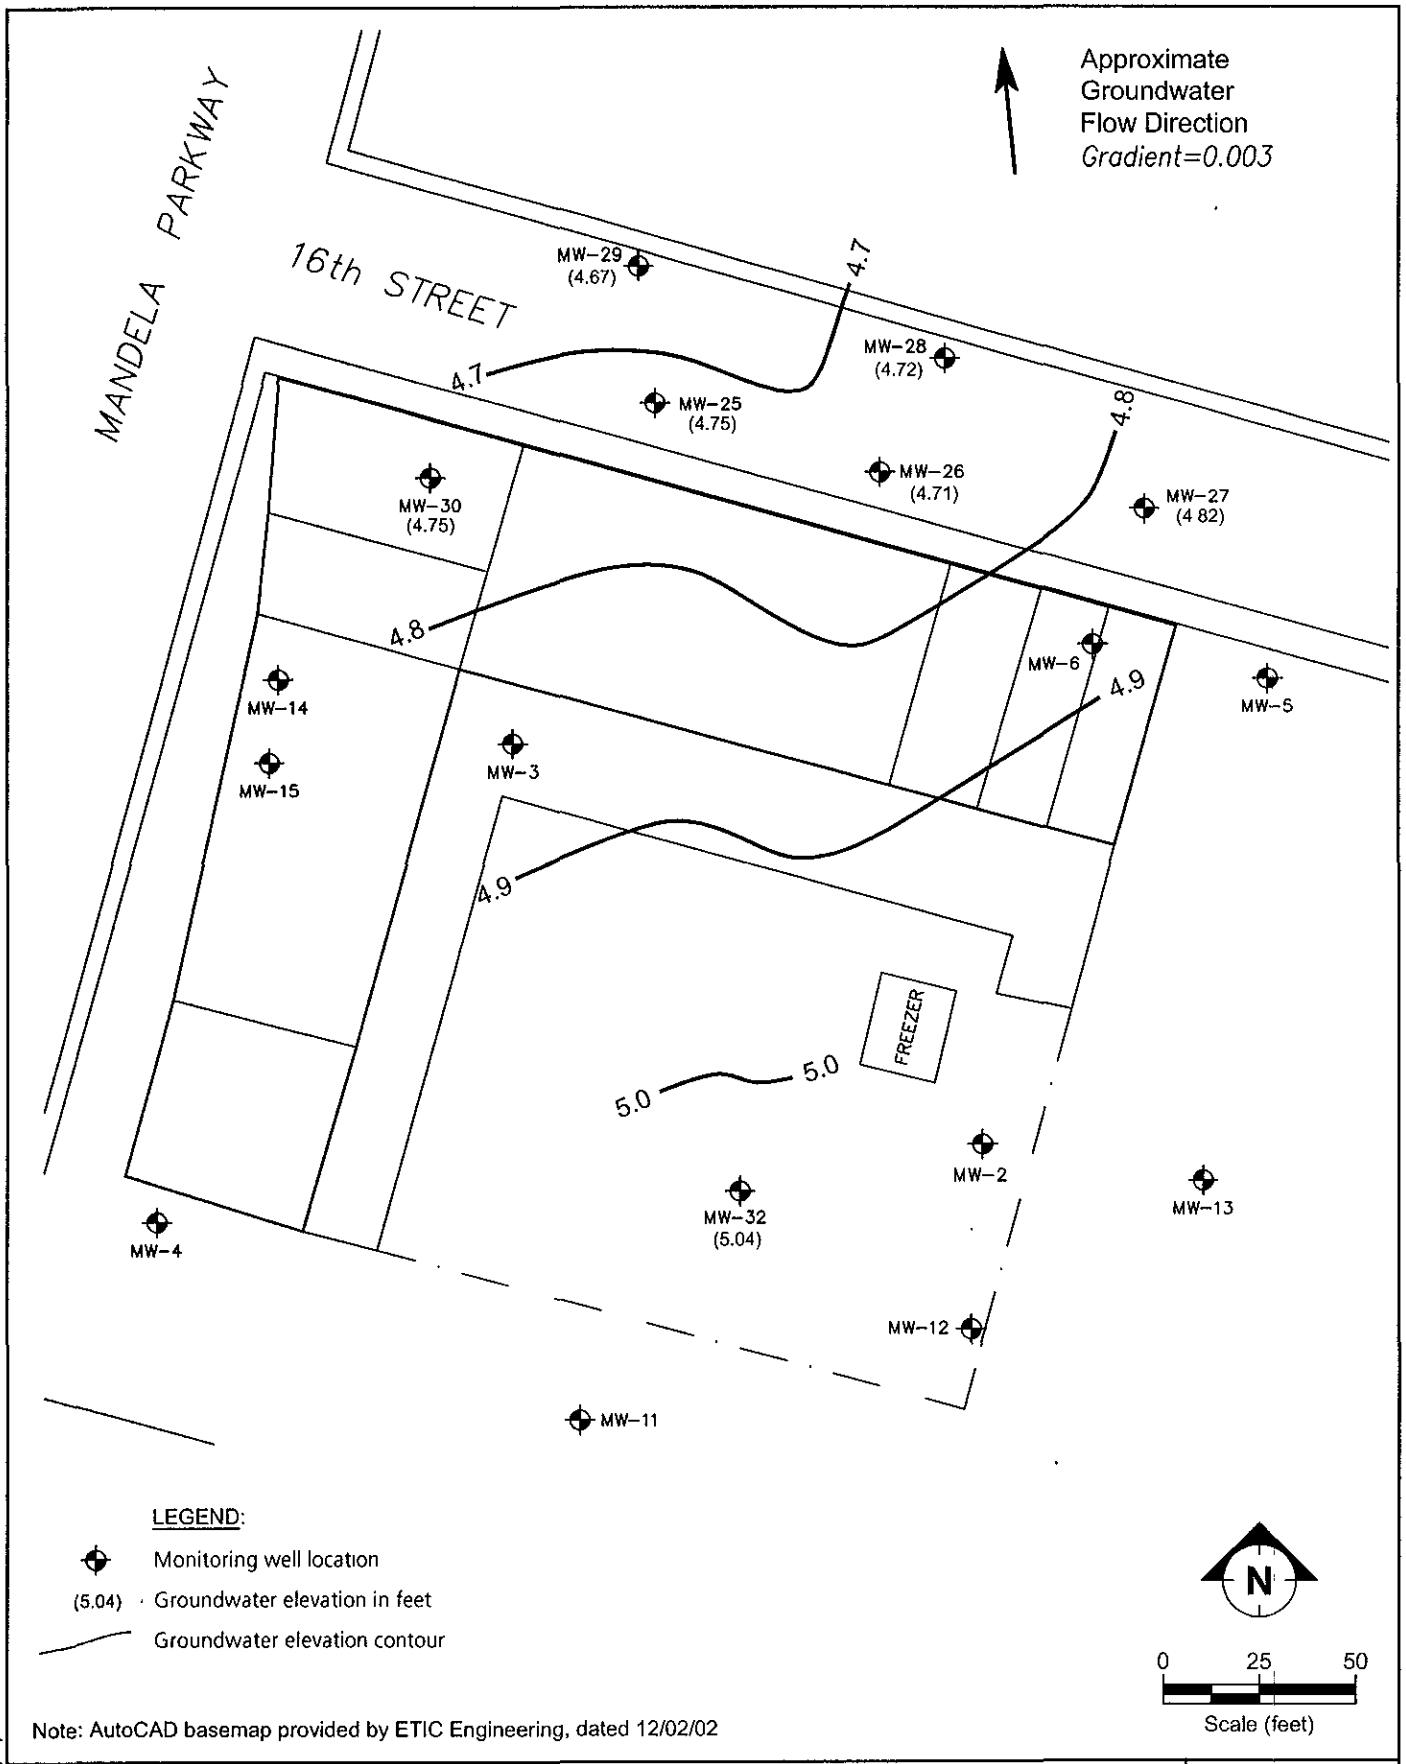 Approximate
Groundwater
Flow Direction
Gradient=0.003
MANDELA PARKWAY
16th STREET
MW-29
(4.67)
4.7
MW-28
(4.72)
4.7
MW-25
(4.75)
4.8
MW-26
(4.71)
MW-27
(4 82)
MW-30
(4.75)
4.8
MW-6
4.9
MW-5
MW-14
MW-3
MW-15
4.9
FREEZER
5.0
5.0
MW-2
MW-13
MW-32
(5.04)
MW-4
MW-12
MW-11
LEGEND:
Monitoring well location
(5.04) Groundwater elevation in feet
Groundwater elevation contour
N
0 25 50
Scale (feet)
Note: AutoCAD basemap provided by ETIC Engineering, dated 12/02/02